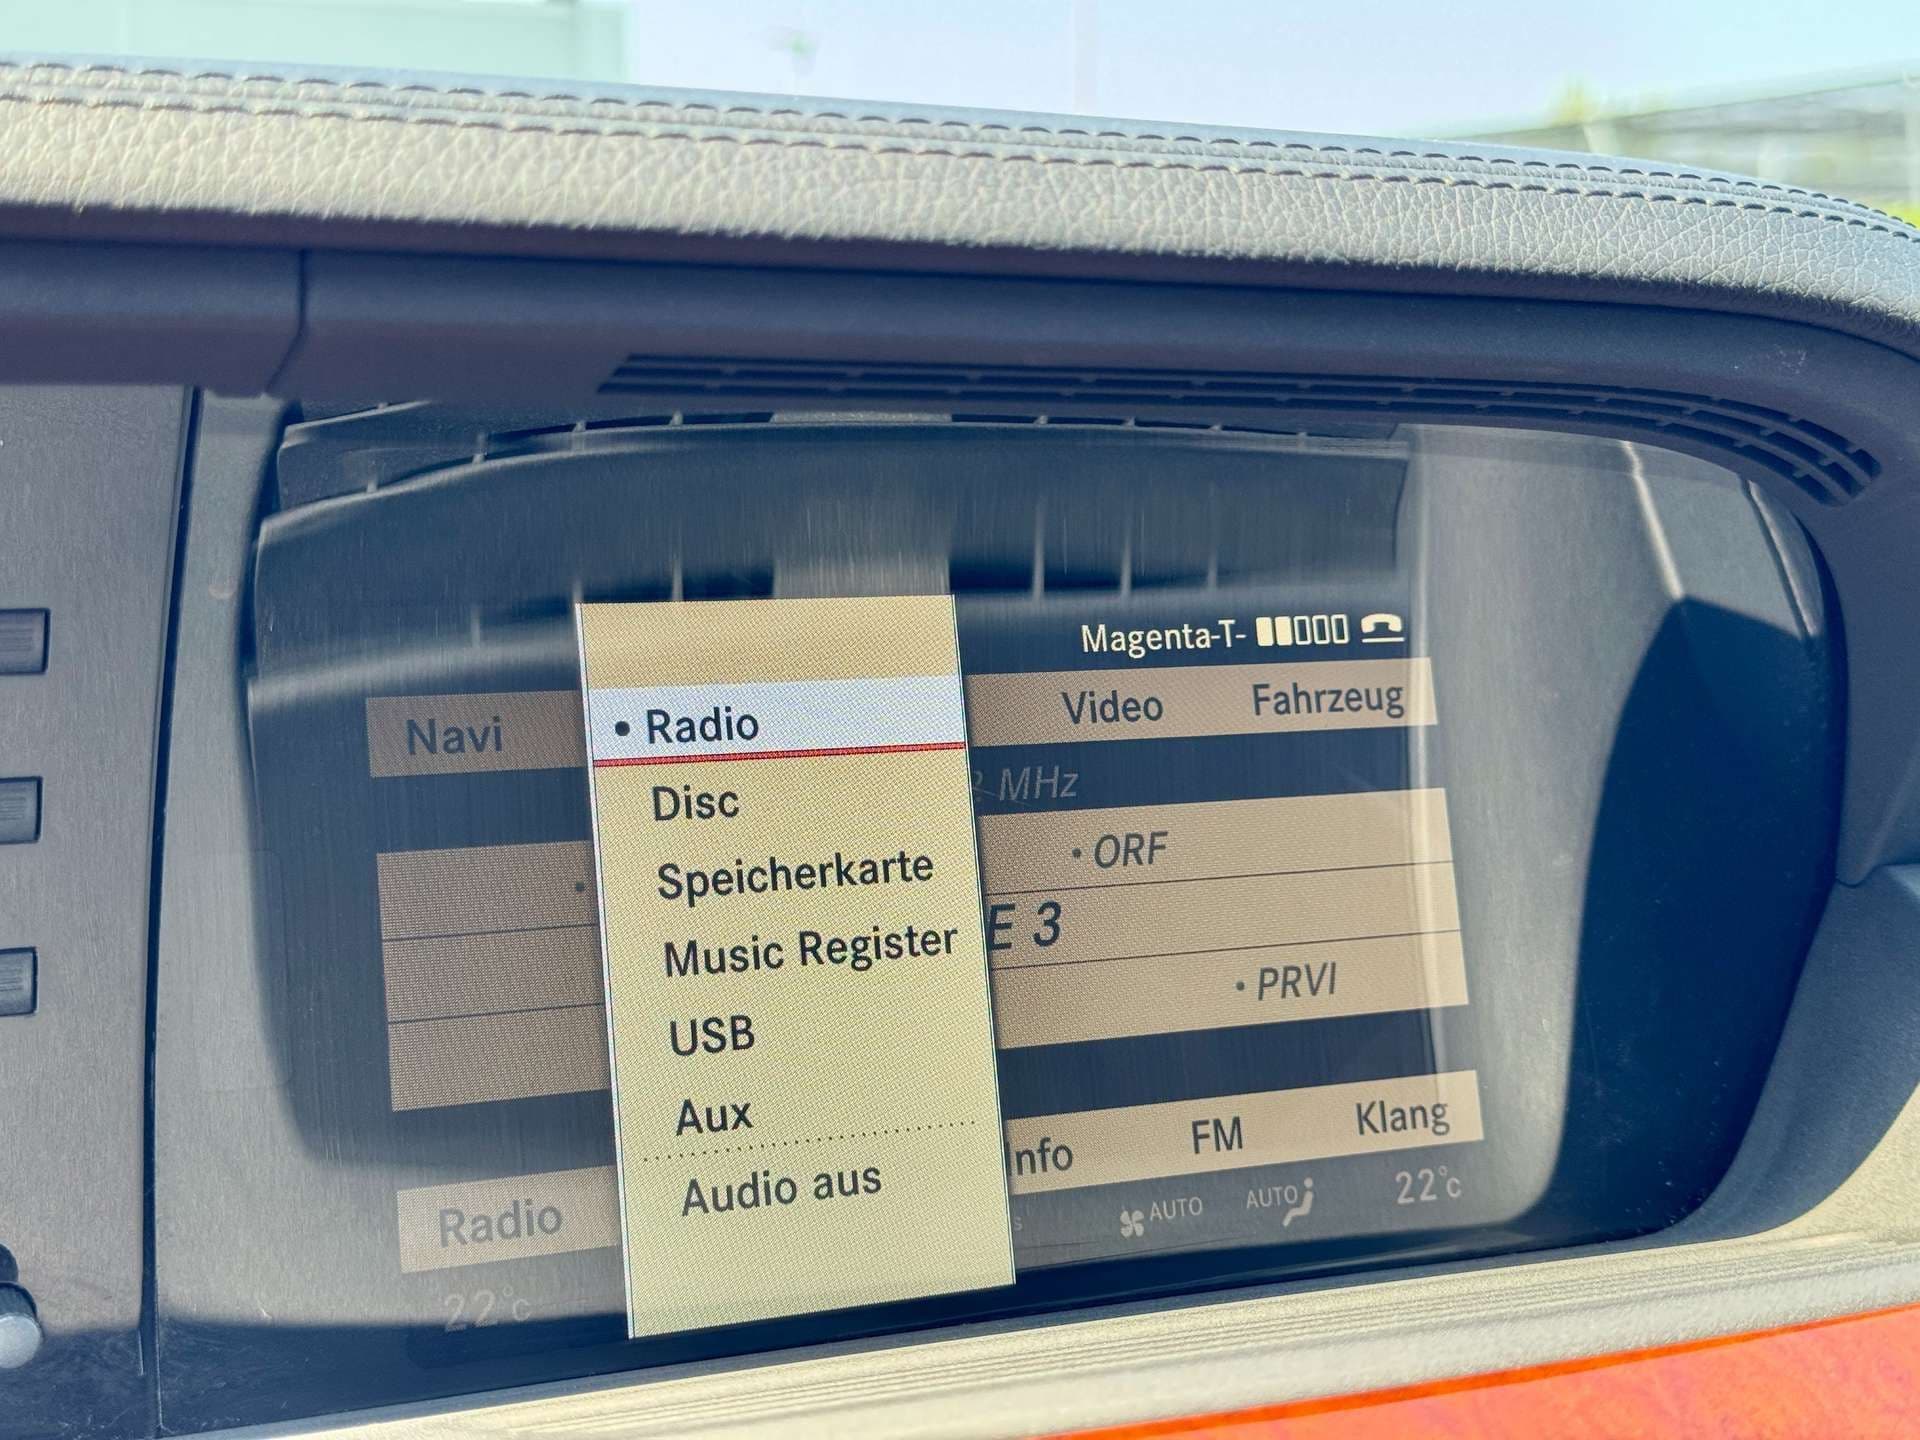 Magenta-T-
Navi
Video
Fahrzeug
• Radio
Disc
Speicherkarte
Music Register
USB
Aux
Audio aus
MHz
• ORF
E 3
• PRVI
Radio
Info
FM
Klang
22°C
AUTO
AUTO
22°C